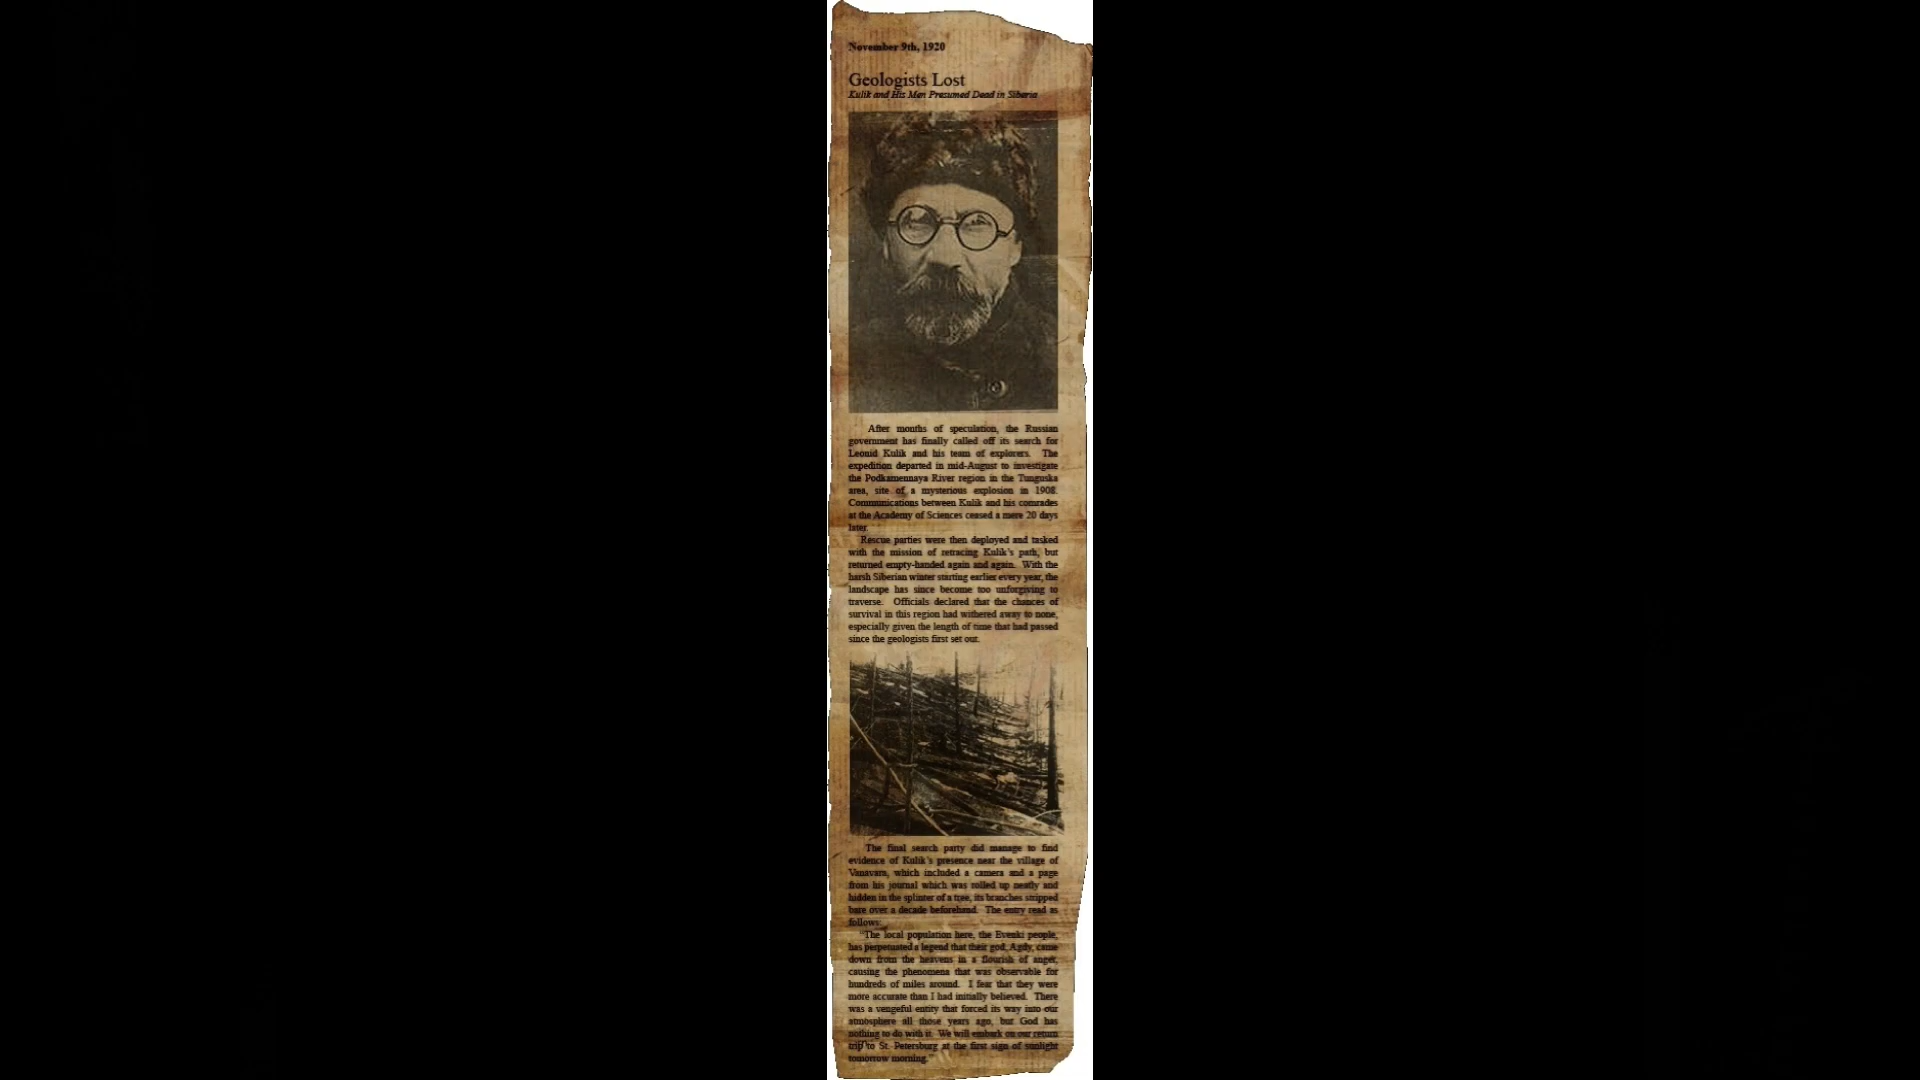 November 9th, 1920
Geologists Lost
Kulik and His Men Presumed Dead in Siberia
After months of speculation, the Russian
government has finally called off its search for
Leonid Kulik and his team of explorers. The
expedition departed in mid-August to investigate
the Podkamennaya River region in the Tunguska
area, site of a mysterious explosion in 1908.
Communications between Kulik and his comrades
at the Academy of Sciences ceased a mere 20 days
later.
Rescue parties were then deployed and tasked
with the mission of retracing Kulik's path, but
returned empty-handed again and again. With the
harsh Siberian winter starting earlier every year, the
landscape has since become too unforgiving to
traverse. Officials declared that the chances of
survival in this region had withered away to none,
especially given the length of time that had passed
since the geologists first set out.
The final search party did manage to find
evidence of Kulik's presence near the village of
Vanavara, which included a camera and a page
from his journal which was rolled up neatly and
hidden in the splinter of a tree, its branches stripped
bare over a decade beforehand. The entry read as
follows:
"The local population here, the Evenki people,
has perpetuated a legend that their god, Agdy, came
down from the heavens in a flourish of anger,
causing the phenomena that was observable for
hundreds of miles around. I fear that they were
more accurate than I had initially believed. There
was a vengeful entity that forced its way into our
atmosphere all those years ago, but God has
nothing to do with it. We will embark on our return
trip to St. Petersburg at the first sign of sunlight
tomorrow morning."